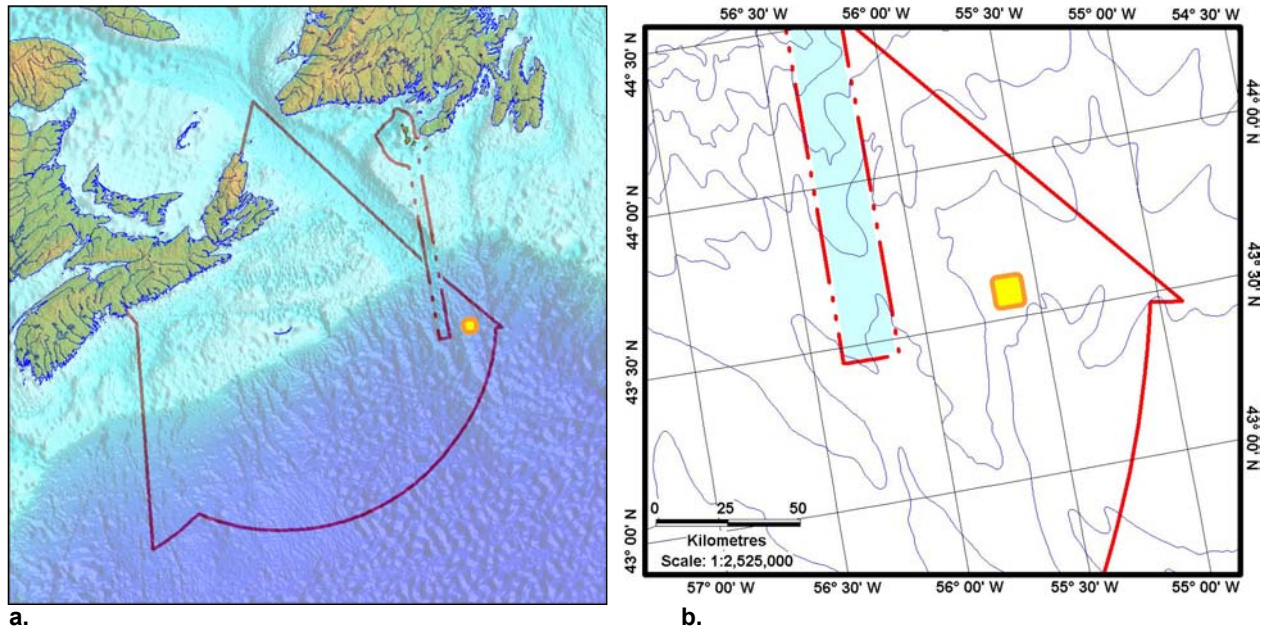 56° 30' W
56° 00' W
55° 30' W
55° 00' W
54° 30' W
44° 30' N
44° 00' N
43° 30' N
43° 00' N
44° 00' N
43° 30' N
43° 00' N
0 25 50
Kilometres
Scale: 1:2,525,000
57° 00' W
56° 30' W
56° 00' W
55° 30' W
55° 00' W
a.
b.